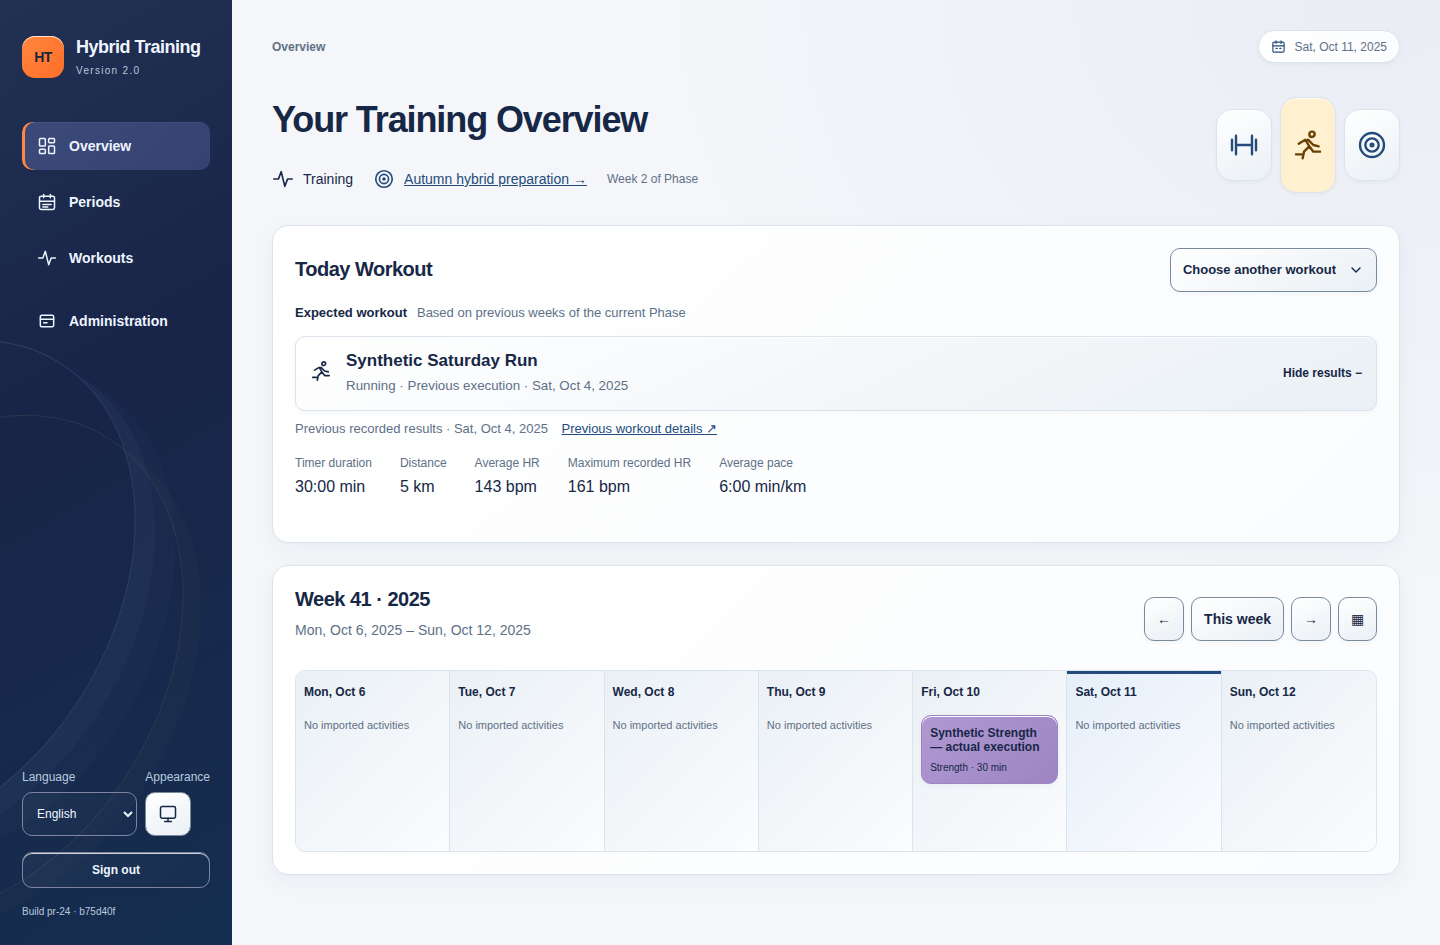 HT
Hybrid Training
Version 2.0
Overview
Periods
Workouts
Administration
Language
Appearance
English
Sign out
Build pr-24 · b75d40f
Overview
Sat, Oct 11, 2025
Your Training Overview
Training
Autumn hybrid preparation →
Week 2 of Phase
Today Workout
Choose another workout
Expected workout Based on previous weeks of the current Phase
Synthetic Saturday Run
Running · Previous execution · Sat, Oct 4, 2025
Hide results −
Previous recorded results · Sat, Oct 4, 2025 Previous workout details ↗
Timer duration Distance Average HR Maximum recorded HR Average pace
30:00 min 5 km 143 bpm 161 bpm 6:00 min/km
Week 41 · 2025
Mon, Oct 6, 2025 – Sun, Oct 12, 2025
← This week →
Mon, Oct 6 Tue, Oct 7 Wed, Oct 8 Thu, Oct 9 Fri, Oct 10 Sat, Oct 11 Sun, Oct 12
No imported activities No imported activities No imported activities No imported activities No imported activities No imported activities
Synthetic Strength
— actual execution
Strength · 30 min